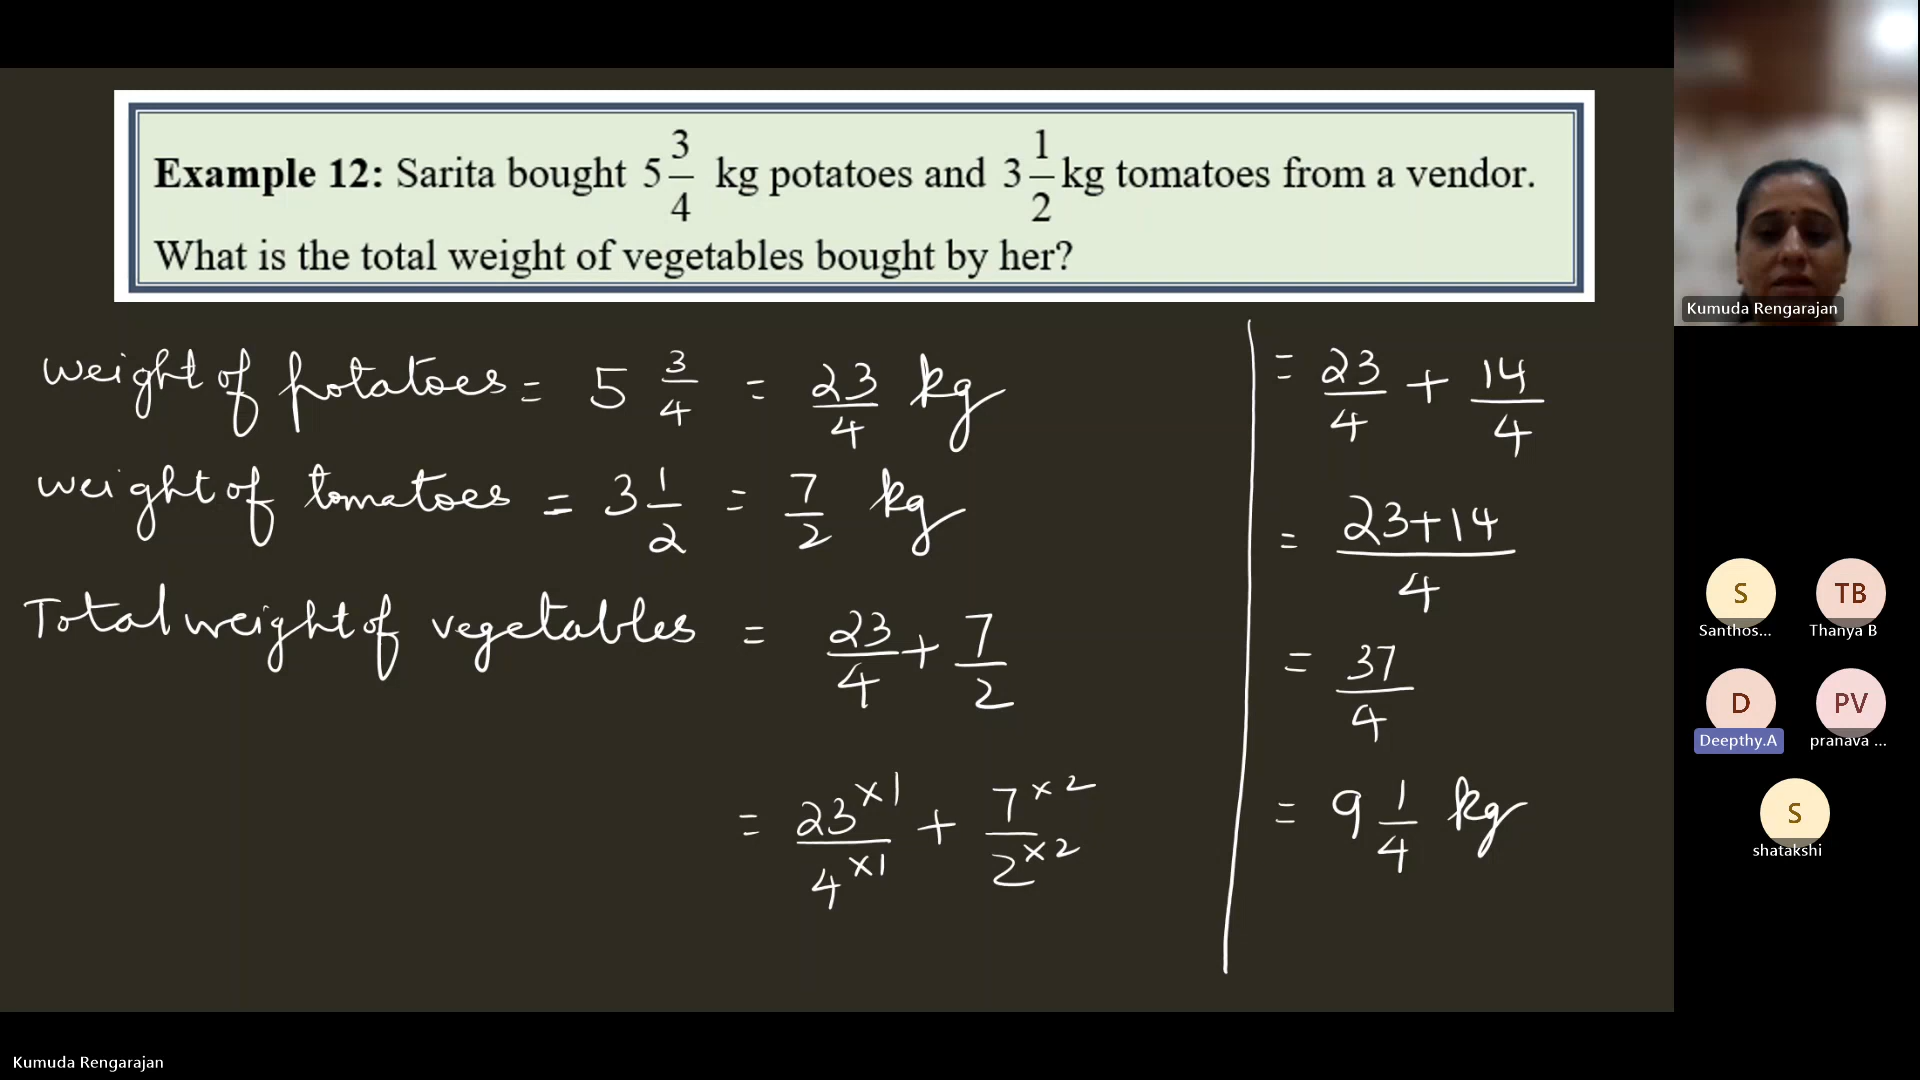 Example 12: Sarita bought 5 3/4 kg potatoes and 3 1/2 kg tomatoes from a vendor.
What is the total weight of vegetables bought by her?
weight of potatoes = 5 3/4 = 23/4 kg
weight of tomatoes = 3 1/2 = 7/2 kg
Total weight of vegetables = 23/4 + 7/2
= 23×1/4×1 + 7×2/2×2
= 23/4 + 14/4
= 23+14/4
= 37/4
= 9 1/4 kg
Kumuda Rengarajan
S
TB
Santhos...
Thanya B
D
PV
Deepthy.A
pranava ...
S
shatakshi
Kumuda Rengarajan